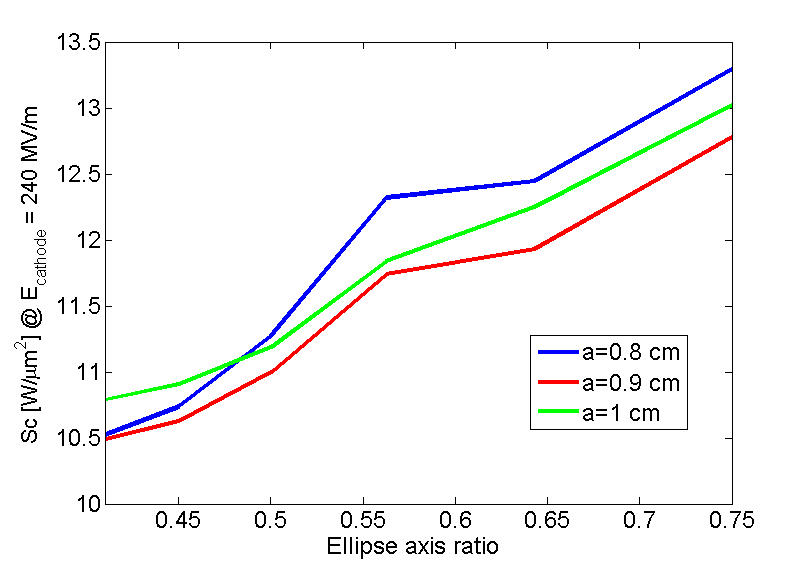 13.5
13
12.5
12
11.5
11
10.5
10
Sc [W/μm²] @ E_cathode = 240 MV/m
a=0.8 cm
a=0.9 cm
a=1 cm
0.45 0.5 0.55 0.6 0.65 0.7 0.75
Ellipse axis ratio